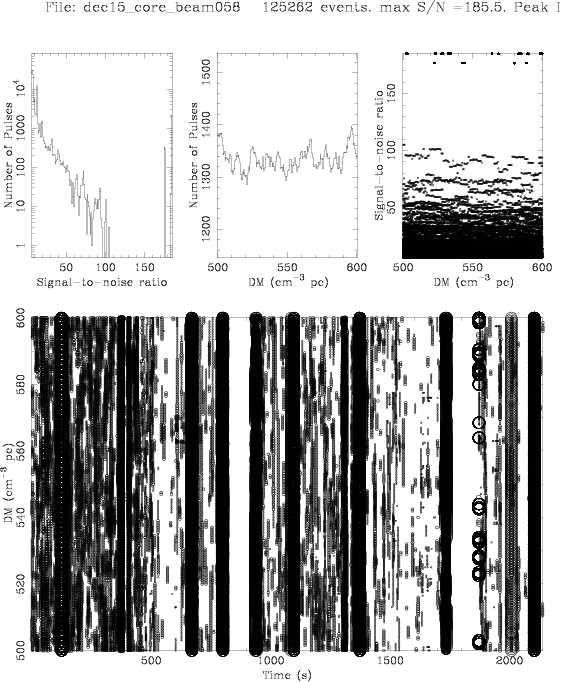 File: dec15_core_beam058 125262 events. max S/N =185.5. Peak I
Number of Pulses
10⁴
1000
100
10
1
50 100 150
Signal-to-noise ratio
Number of Pulses
1500
1400
1300
1200
500 550 600
DM (cm⁻³ pc)
Signal-to-noise ratio
150
100
50
500 550 600
DM (cm⁻³ pc)
DM (cm⁻³ pc)
600
580
560
540
520
500
500 1000 1500 2000
Time (s)